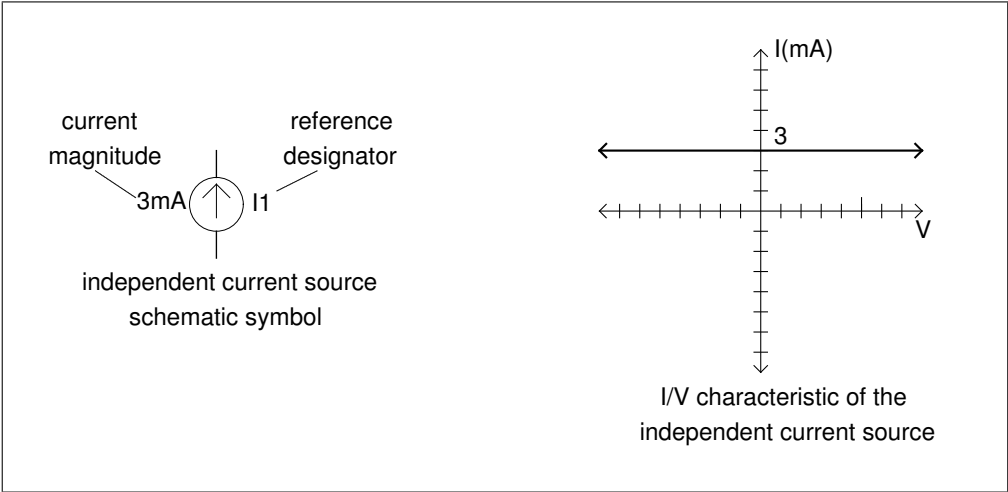 current
magnitude
reference
designator
3mA
I1
independent current source
schematic symbol
I(mA)
3
V
I/V characteristic of the
independent current source